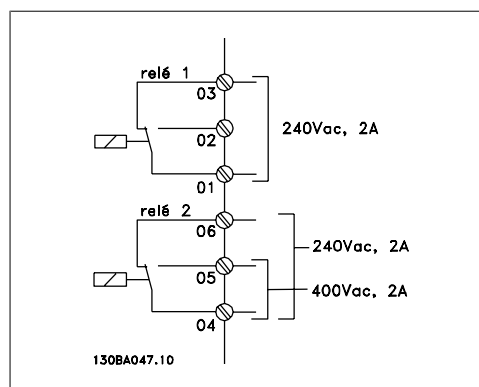 relé 1
03
02
240Vac, 2A
01
relé 2
06
240Vac, 2A
05
400Vac, 2A
04
130BA047.10